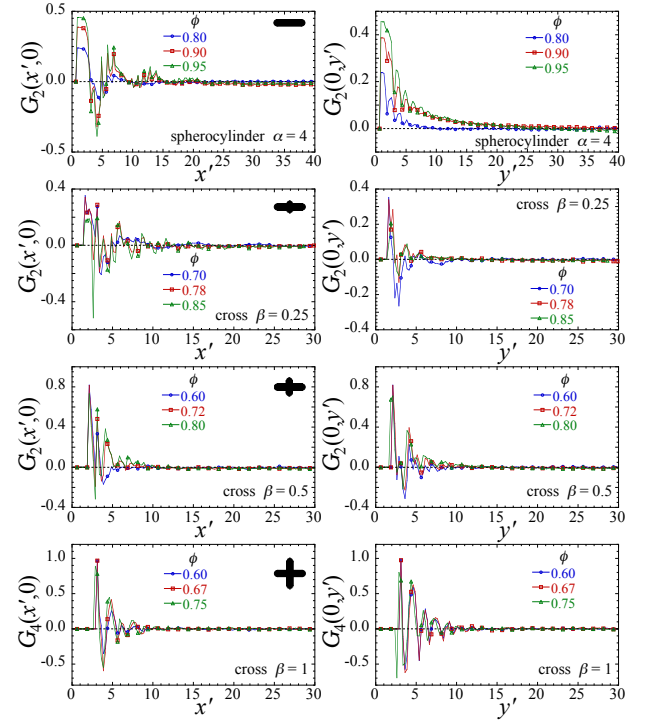 G₂(x′,0)
0.5
0.0
-0.5
ϕ
0.80
0.90
0.95
spherocylinder α = 4
0 5 10 15 20 25 30 35 40
x′
G₂(0,y′)
0.4
0.2
0.0
ϕ
0.80
0.90
0.95
spherocylinder α = 4
0 5 10 15 20 25 30 35 40
y′
G₂(x′,0)
0.4
0.0
-0.4
ϕ
0.70
0.78
0.85
cross β = 0.25
0 5 10 15 20 25 30
x′
G₂(0,y′)
0.4
0.2
0.0
-0.2
-0.4
cross β = 0.25
ϕ
0.70
0.78
0.85
0 5 10 15 20 25 30
y′
G₂(x′,0)
0.8
0.4
0.0
-0.4
ϕ
0.60
0.72
0.80
cross β = 0.5
0 5 10 15 20 25 30
x′
G₂(0,y′)
0.8
0.4
0.0
-0.4
ϕ
0.60
0.72
0.80
cross β = 0.5
0 5 10 15 20 25 30
y′
G₄(x′,0)
1.0
0.5
0.0
-0.5
ϕ
0.60
0.67
0.75
cross β = 1
0 5 10 15 20 25 30
x′
G₄(0,y′)
1.0
0.5
0.0
-0.5
ϕ
0.60
0.67
0.75
cross β = 1
0 5 10 15 20 25 30
y′